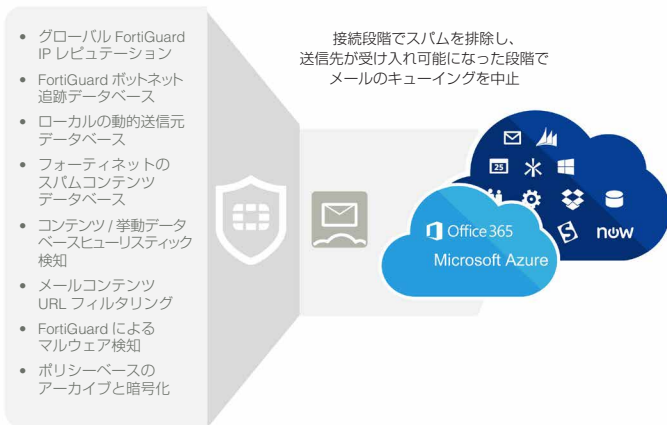 • グローバル FortiGuard
IP レピュテーション
• FortiGuard ボットネット
追跡データベース
• ローカルの動的送信元
データベース
• フォーティネットの
スパムコンテンツ
データベース
• コンテンツ / 挙動データ
ベースヒューリスティック
検知
• メールコンテンツ
URL フィルタリング
• FortiGuard による
マルウェア検知
• ポリシーベースの
アーカイブと暗号化
接続段階でスパムを排除し、
送信先が受け入れ可能になった段階で
メールのキューイングを中止
25
S
now
Office 365
Microsoft Azure